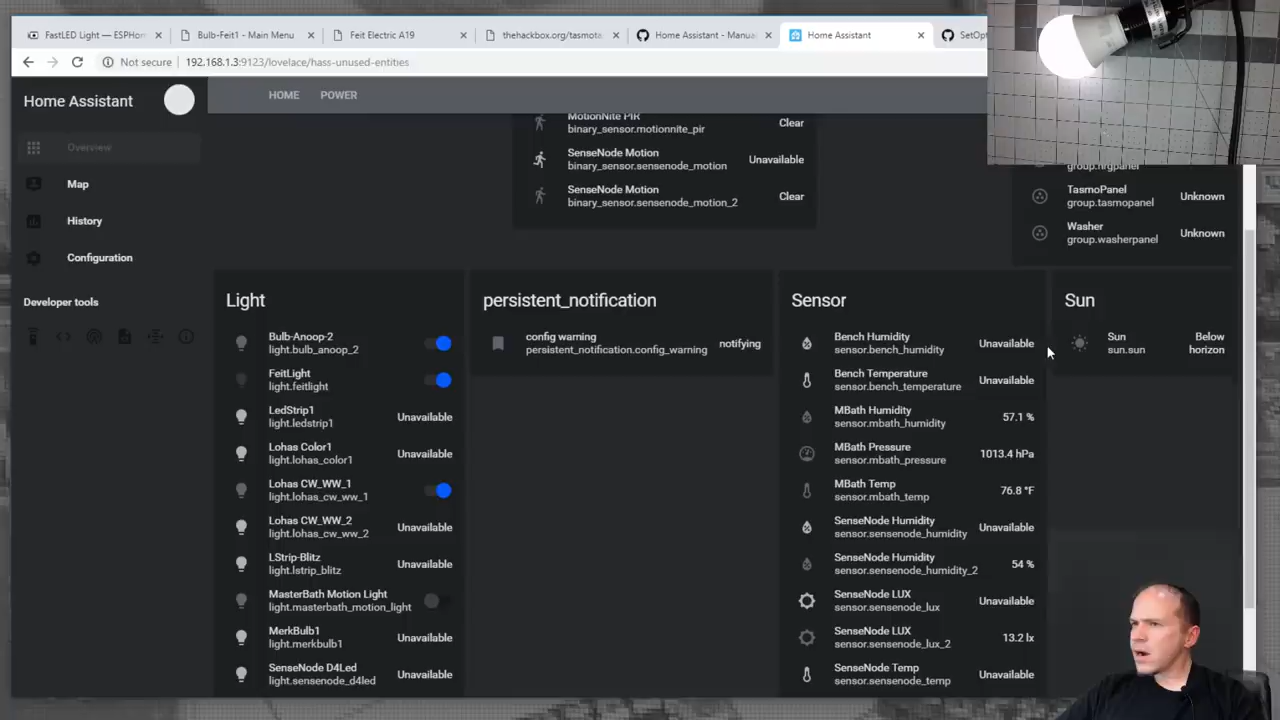 FastLED Light — ESPHom
Bulb-Feit1 - Main Menu
Feit Electric A19
thehackbox.org/tasmota
Home Assistant - Manua
Home Assistant
SetOpt
Not secure
192.168.1.3:9123/lovelace/hass-unused-entities
Home Assistant
HOME
POWER
Overview
Map
History
Configuration
Developer tools
MotionNite PIR
binary_sensor.motionnite_pir
Clear
SenseNode Motion
binary_sensor.sensenode_motion
Unavailable
SenseNode Motion
binary_sensor.sensenode_motion_2
Clear
group.nrgpanel
TasmoPanel
group.tasmopanel
Unknown
Washer
group.washerpanel
Unknown
Light
Bulb-Anoop-2
light.bulb_anoop_2
FeitLight
light.feitlight
LedStrip1
light.ledstrip1
Unavailable
Lohas Color1
light.lohas_color1
Unavailable
Lohas CW_WW_1
light.lohas_cw_ww_1
Lohas CW_WW_2
light.lohas_cw_ww_2
Unavailable
LStrip-Blitz
light.lstrip_blitz
Unavailable
MasterBath Motion Light
light.masterbath_motion_light
MerkBulb1
light.merkbulb1
Unavailable
SenseNode D4Led
light.sensenode_d4led
Unavailable
persistent_notification
config warning
persistent_notification.config_warning
notifying
Sensor
Bench Humidity
sensor.bench_humidity
Unavailable
Bench Temperature
sensor.bench_temperature
Unavailable
MBath Humidity
sensor.mbath_humidity
57.1 %
MBath Pressure
sensor.mbath_pressure
1013.4 hPa
MBath Temp
sensor.mbath_temp
76.8 °F
SenseNode Humidity
sensor.sensenode_humidity
Unavailable
SenseNode Humidity
sensor.sensenode_humidity_2
54 %
SenseNode LUX
sensor.sensenode_lux
Unavailable
SenseNode LUX
sensor.sensenode_lux_2
13.2 lx
SenseNode Temp
sensor.sensenode_temp
Unavailable
Sun
Sun
sun.sun
Below
horizon